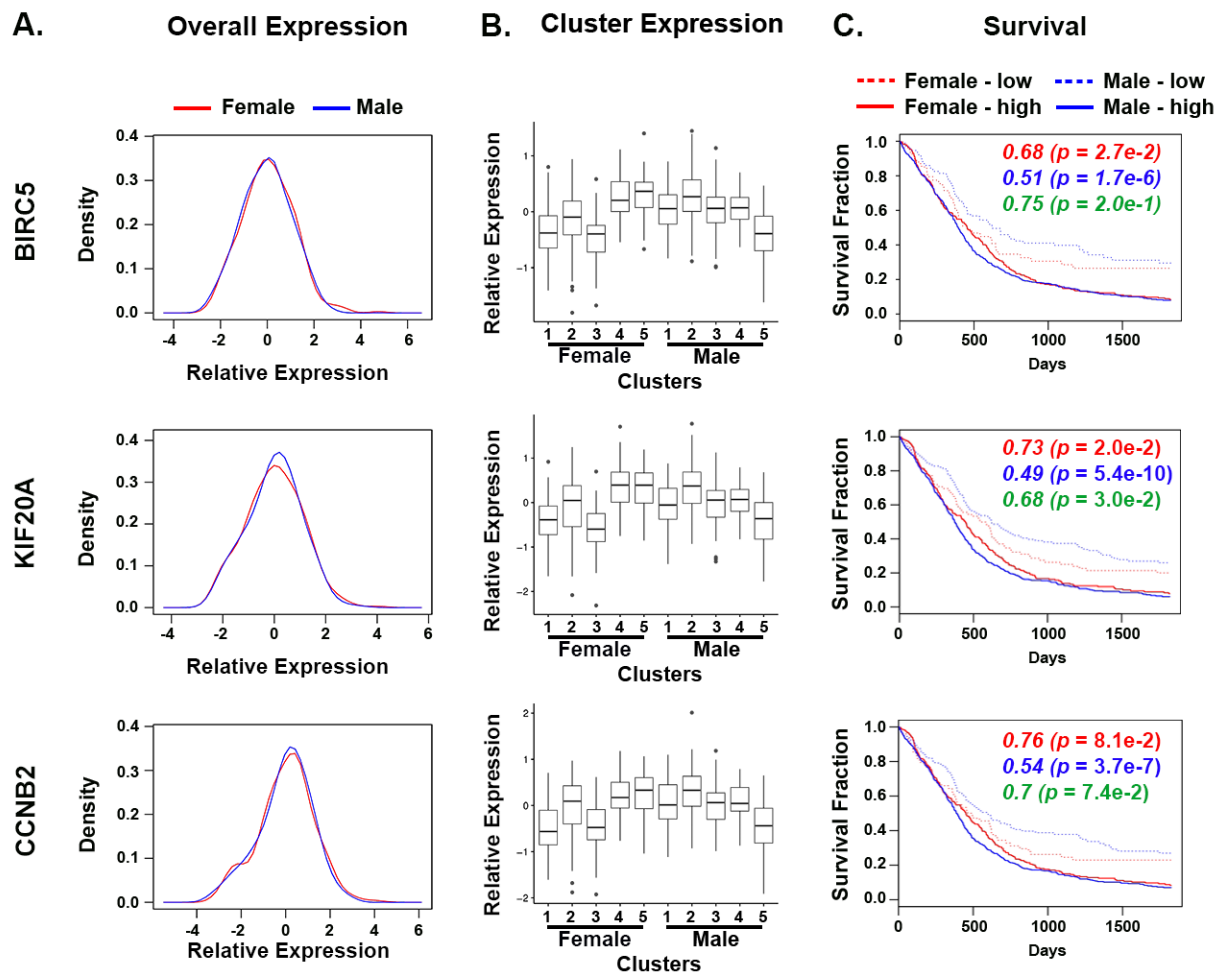 A.
Overall Expression
B.
Cluster Expression
C.
Survival
Female
Male
Female - low
Male - low
Female - high
Male - high
BIRC5
Density
0.4
0.3
0.2
0.1
0.0
-4 -2 0 2 4 6
Relative Expression
Relative Expression
1
0
−1
1 2 3 4 5 1 2 3 4 5
Female Male
Clusters
Survival Fraction
1.0
0.8
0.6
0.4
0.2
0.0
0.68 (p = 2.7e-2)
0.51 (p = 1.7e-6)
0.75 (p = 2.0e-1)
0 500 1000 1500
Days
KIF20A
Density
0.4
0.3
0.2
0.1
0.0
-4 -2 0 2 4 6
Relative Expression
Relative Expression
1
0
−1
−2
1 2 3 4 5 1 2 3 4 5
Female Male
Clusters
Survival Fraction
1.0
0.8
0.6
0.4
0.2
0.0
0.73 (p = 2.0e-2)
0.49 (p = 5.4e-10)
0.68 (p = 3.0e-2)
0 500 1000 1500
Days
CCNB2
Density
0.4
0.3
0.2
0.1
0.0
-4 -2 0 2 4 6
Relative Expression
Relative Expression
2
1
0
−1
−2
1 2 3 4 5 1 2 3 4 5
Female Male
Clusters
Survival Fraction
1.0
0.8
0.6
0.4
0.2
0.0
0.76 (p = 8.1e-2)
0.54 (p = 3.7e-7)
0.7 (p = 7.4e-2)
0 500 1000 1500
Days